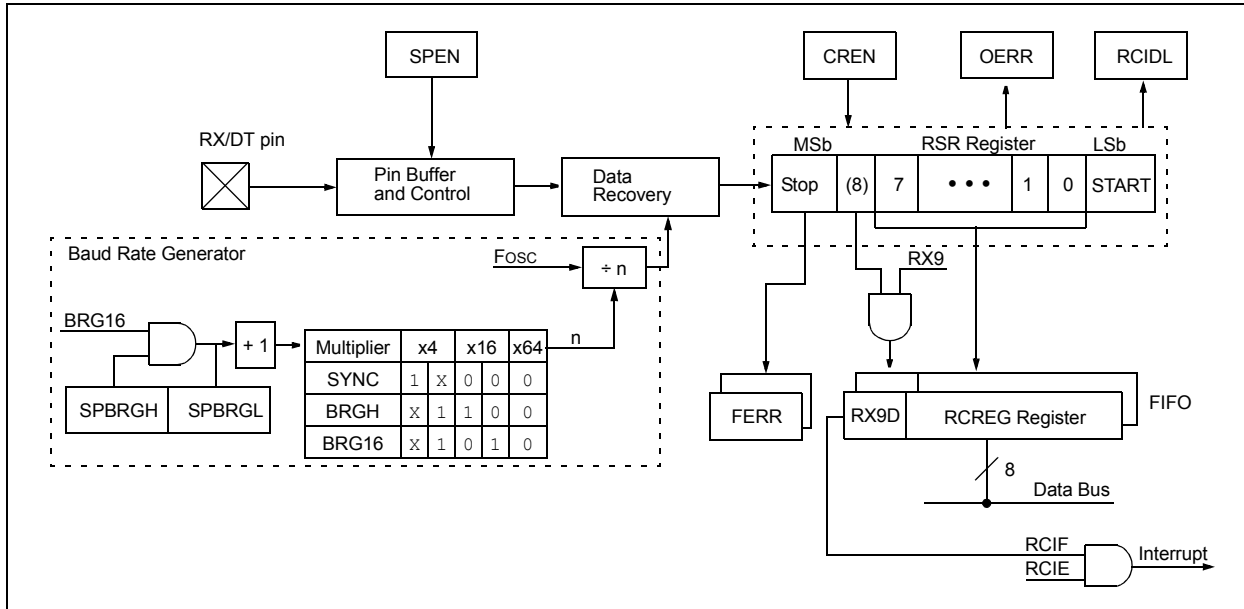 SPEN
CREN
OERR
RCIDL
RX/DT pin
Pin Buffer
and Control
Data
Recovery
MSb
RSR Register
LSb
Stop
(8)
7
• • •
1
0
START
Baud Rate Generator
FOSC
÷ n
RX9
BRG16
+ 1
n
Multiplier x4 x16 x64
SYNC 1 X 0 0 0
BRGH X 1 1 0 0
BRG16 X 1 0 1 0
SPBRGH
SPBRGL
FERR
RX9D
RCREG Register
FIFO
8
Data Bus
RCIF
RCIE
Interrupt